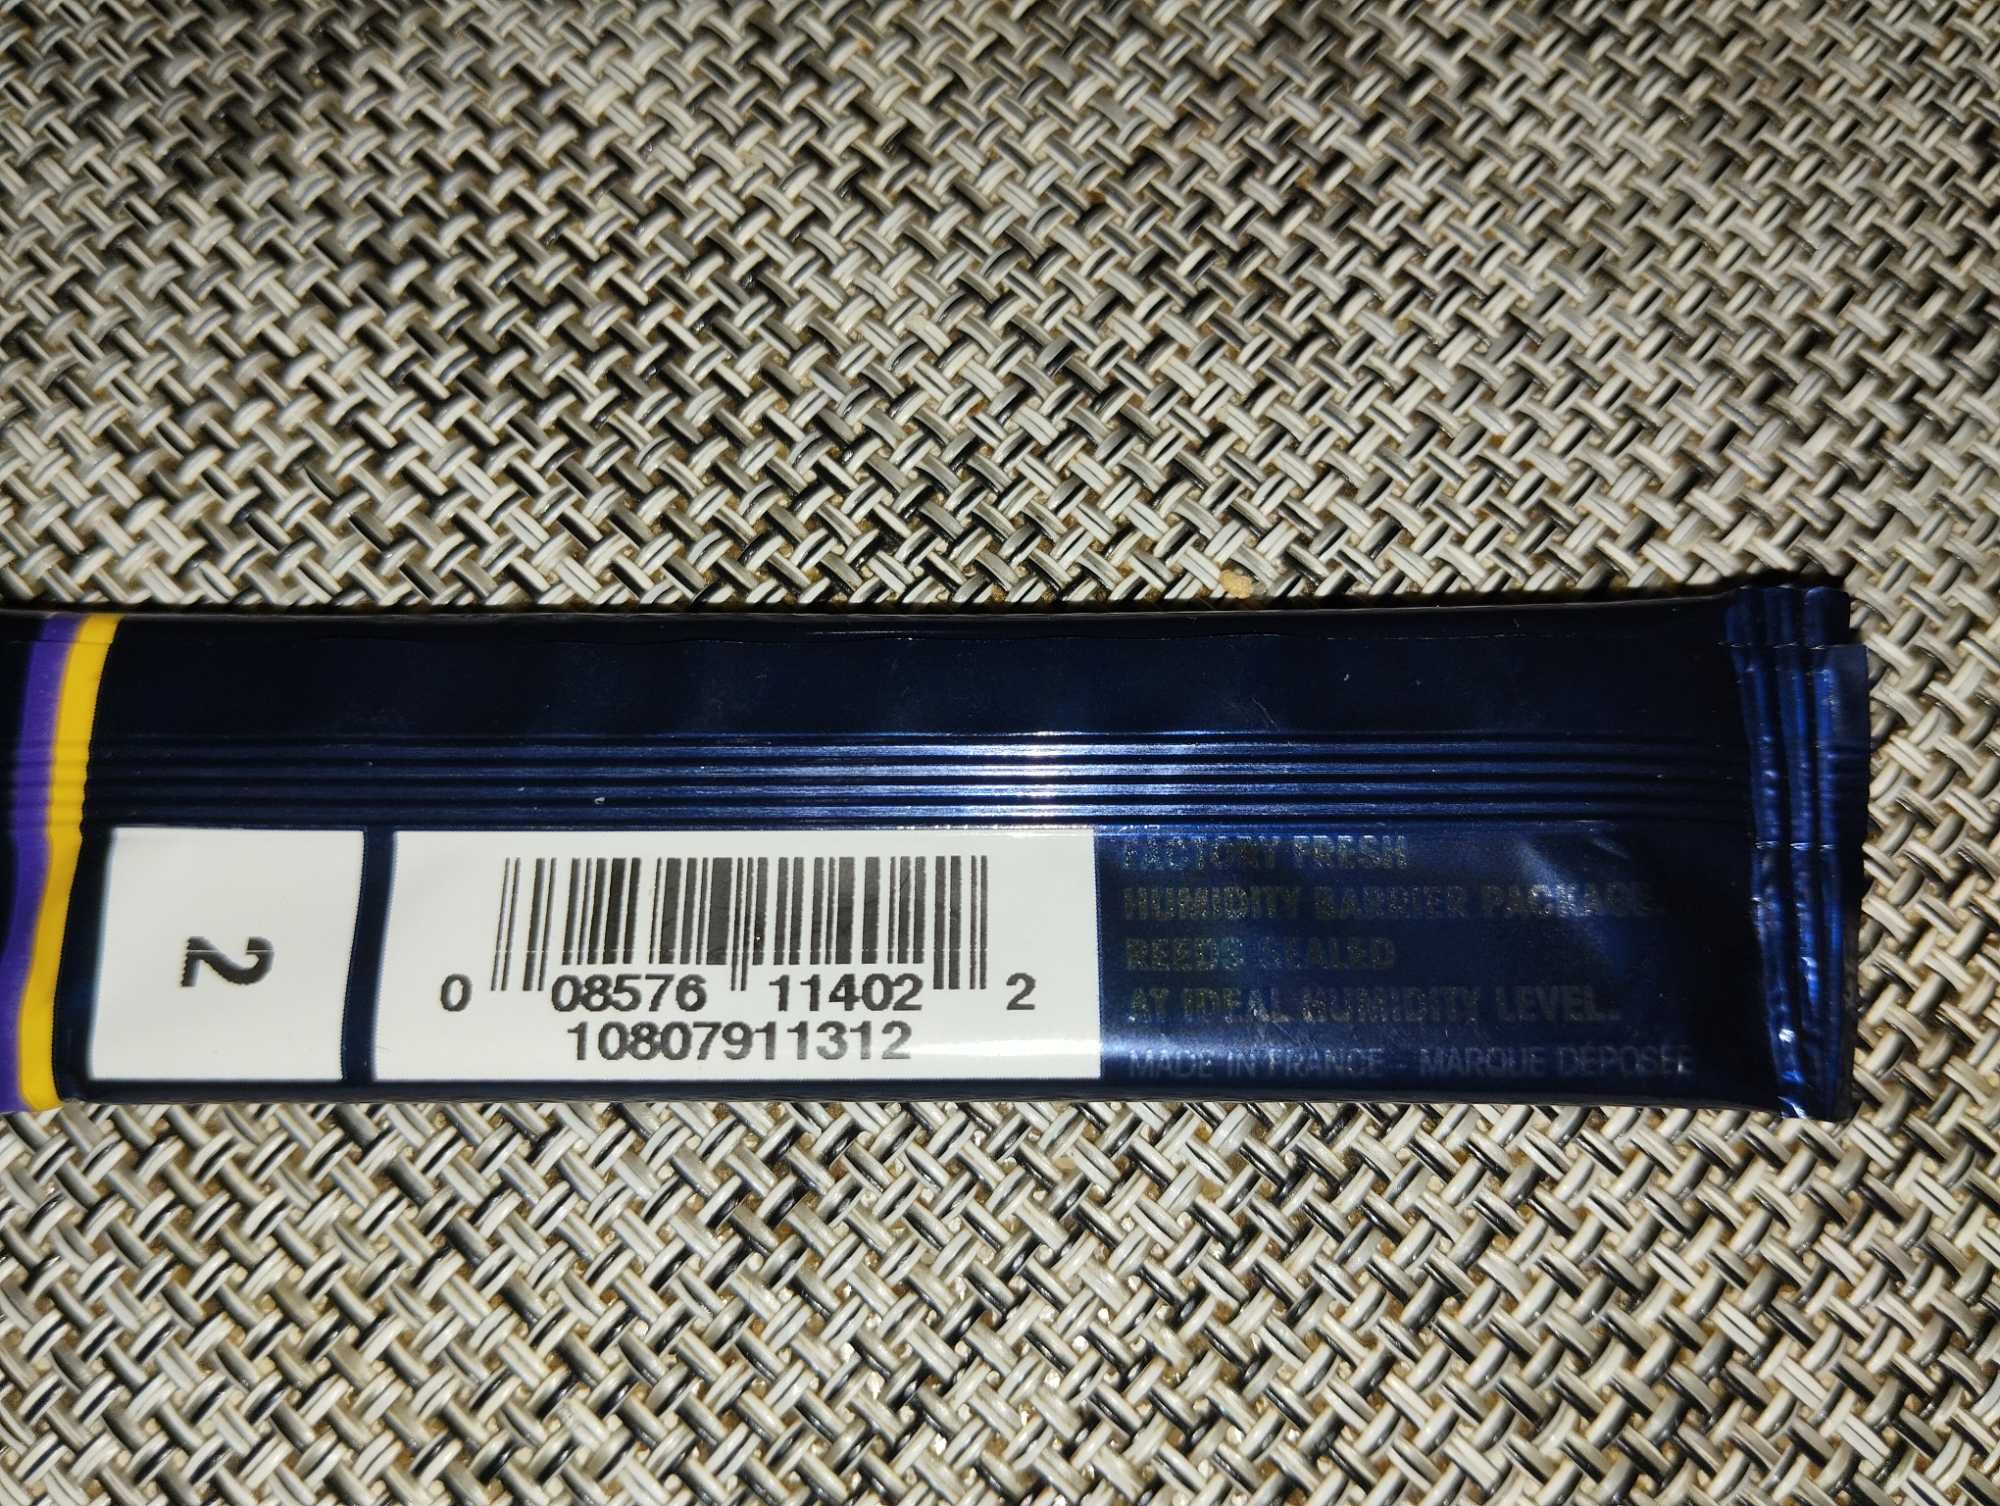 2
0 08576 11402 2
10807911312
FACTORY FRESH
HUMIDITY BARRIER PACKAGE.
REEDS SEALED
AT IDEAL HUMIDITY LEVEL.
MADE IN FRANCE - MARQUE DÉPOSÉE